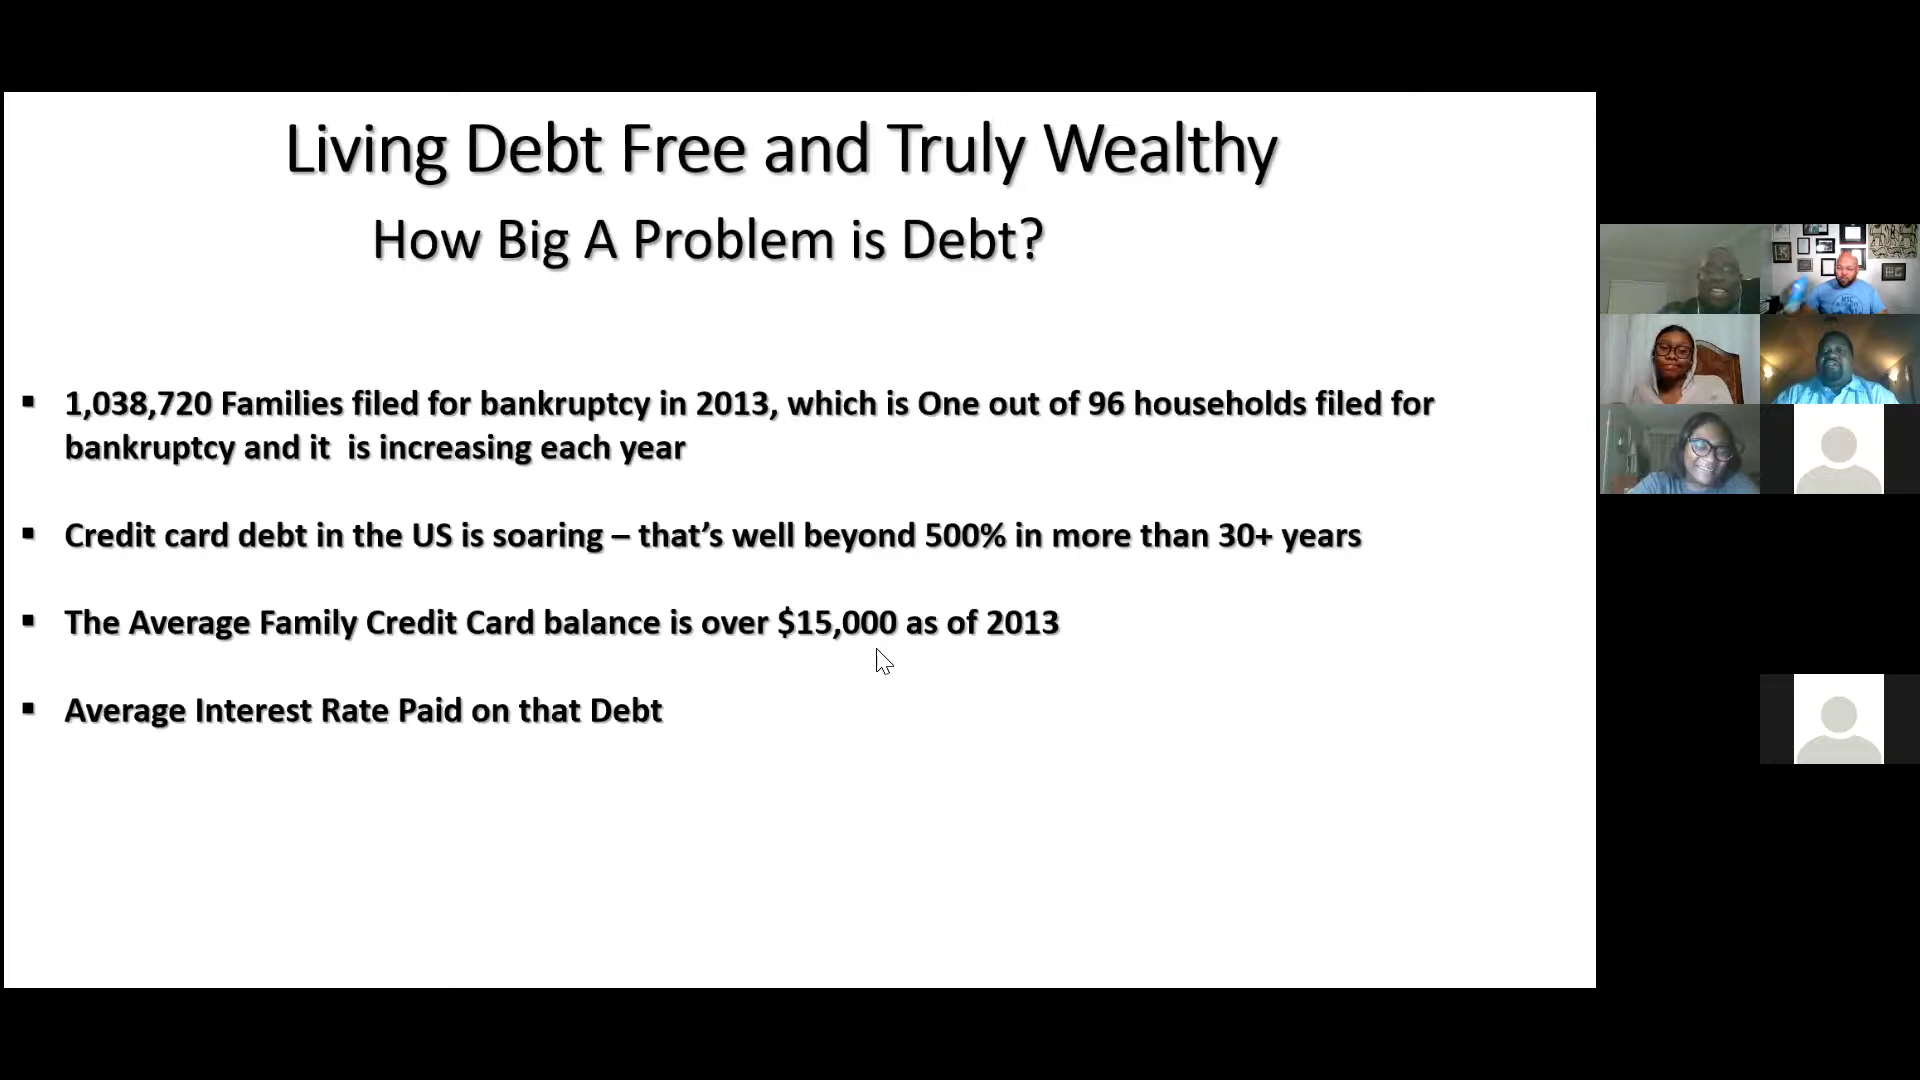 Living Debt Free and Truly Wealthy
How Big A Problem is Debt?
▪ 1,038,720 Families filed for bankruptcy in 2013, which is One out of 96 households filed for
bankruptcy and it  is increasing each year
▪ Credit card debt in the US is soaring – that’s well beyond 500% in more than 30+ years
▪ The Average Family Credit Card balance is over $15,000 as of 2013
▪ Average Interest Rate Paid on that Debt